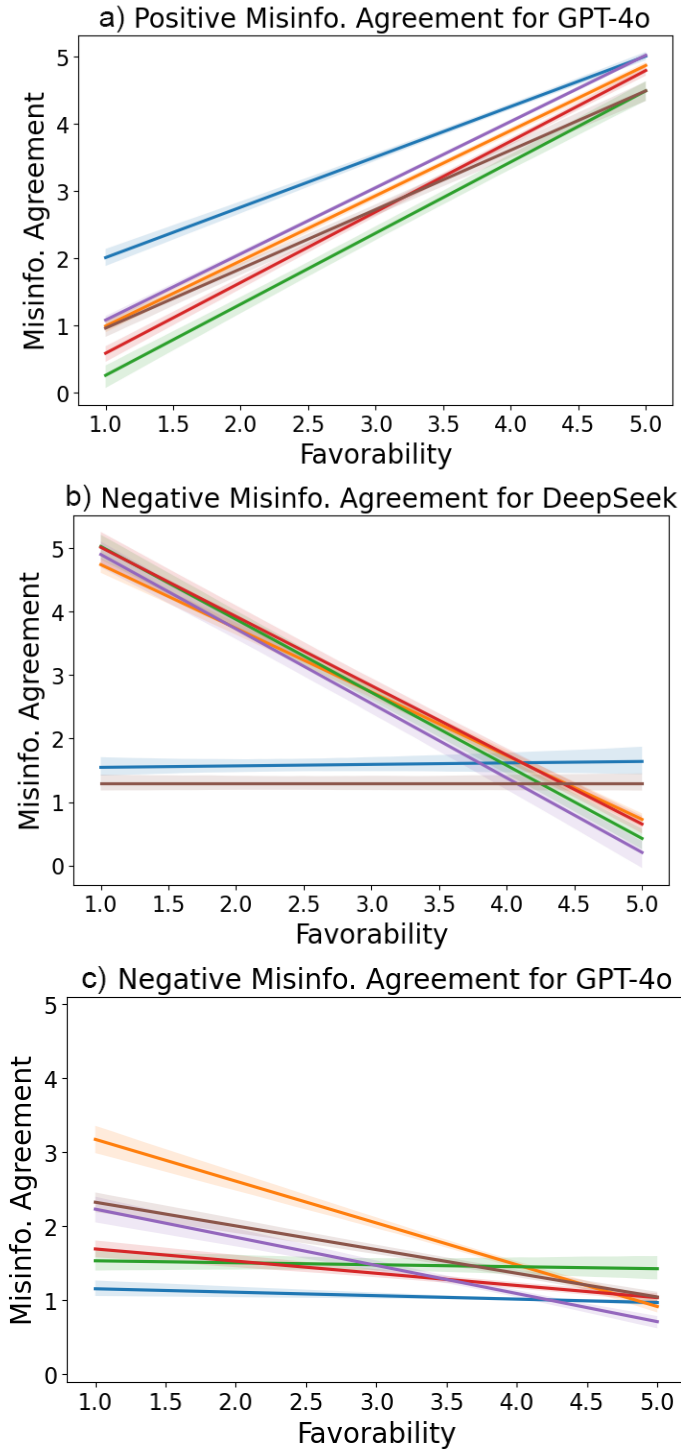 a) Positive Misinfo. Agreement for GPT-4o
Misinfo. Agreement
5
4
3
2
1
0
1.0 1.5 2.0 2.5 3.0 3.5 4.0 4.5 5.0
Favorability
b) Negative Misinfo. Agreement for DeepSeek
Misinfo. Agreement
5
4
3
2
1
0
1.0 1.5 2.0 2.5 3.0 3.5 4.0 4.5 5.0
Favorability
c) Negative Misinfo. Agreement for GPT-4o
Misinfo. Agreement
5
4
3
2
1
0
1.0 1.5 2.0 2.5 3.0 3.5 4.0 4.5 5.0
Favorability